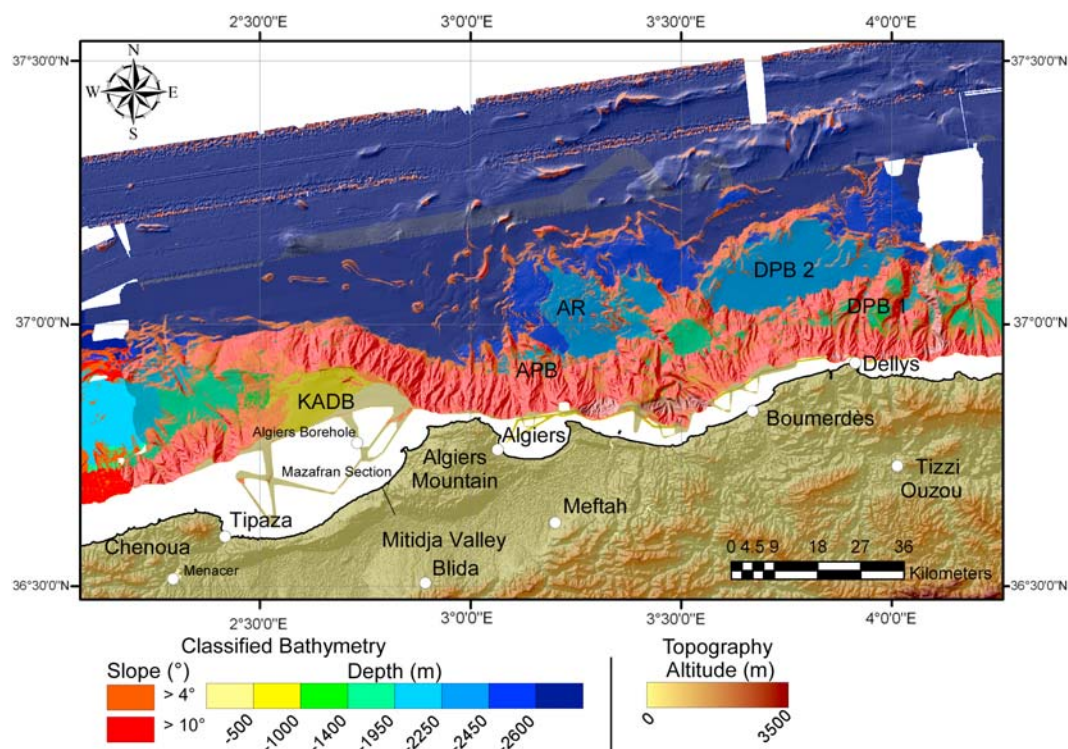 2°30'0"E 3°0'0"E 3°30'0"E 4°0'0"E
37°30'0"N 37°30'0"N
N
W E
S
DPB 2
AR
DPB 1
37°0'0"N 37°0'0"N
APB
Dellys
KADB
Boumerdès
Algiers Borehole
Algiers
Mazafran Section
Algiers
Mountain
Tizzi
Ouzou
Meftah
Tipaza
Mitidja Valley
Chenoua
Blida
Menacer
0 4.5 9 18 27 36
Kilometers
36°30'0"N 36°30'0"N
2°30'0"E 3°0'0"E 3°30'0"E 4°0'0"E
Classified Bathymetry
Slope (°) Depth (m)
> 4°
> 10°
-500 -1000 -1400 -1950 -2250 -2450 -2600
Topography
Altitude (m)
0 3500